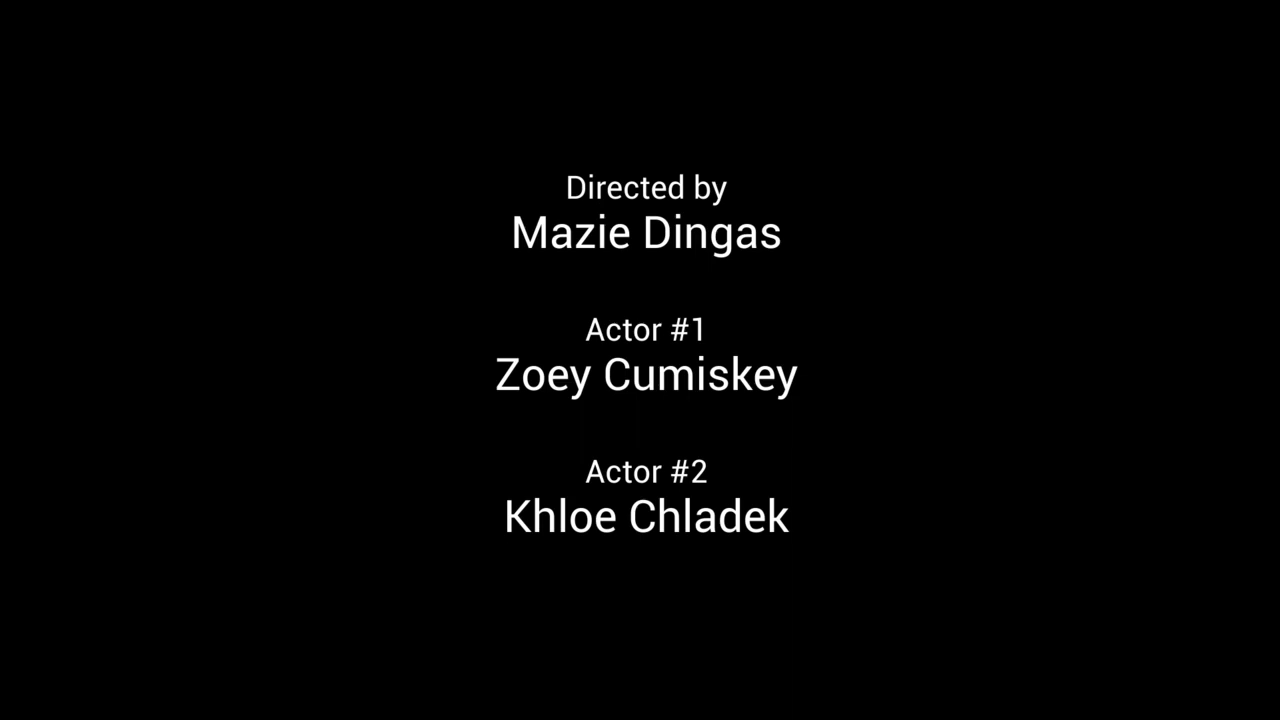 Directed by
Mazie Dingas
Actor #1
Zoey Cumiskey
Actor #2
Khloe Chladek